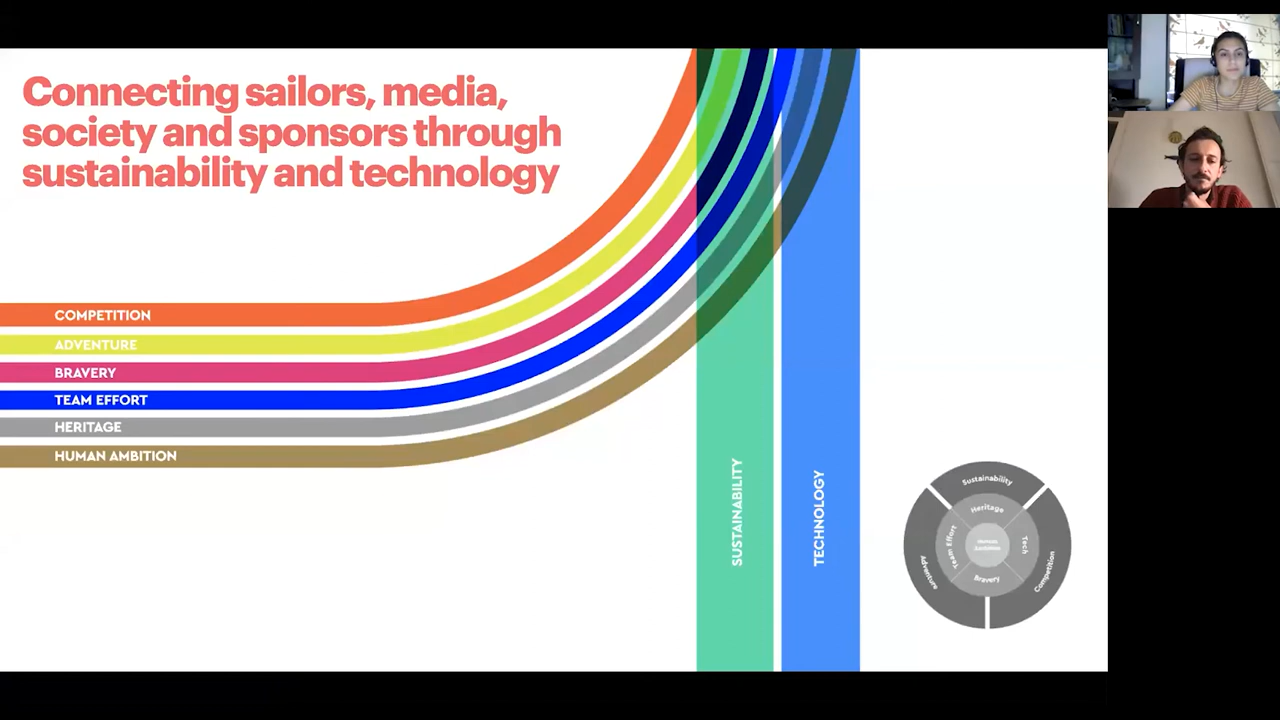 Connecting sailors, media,
society and sponsors through
sustainability and technology
COMPETITION
ADVENTURE
BRAVERY
TEAM EFFORT
HERITAGE
HUMAN AMBITION
SUSTAINABILITY
TECHNOLOGY
Sustainability
Heritage
Team Effort
Tech
Bravery
Adventure
Competition